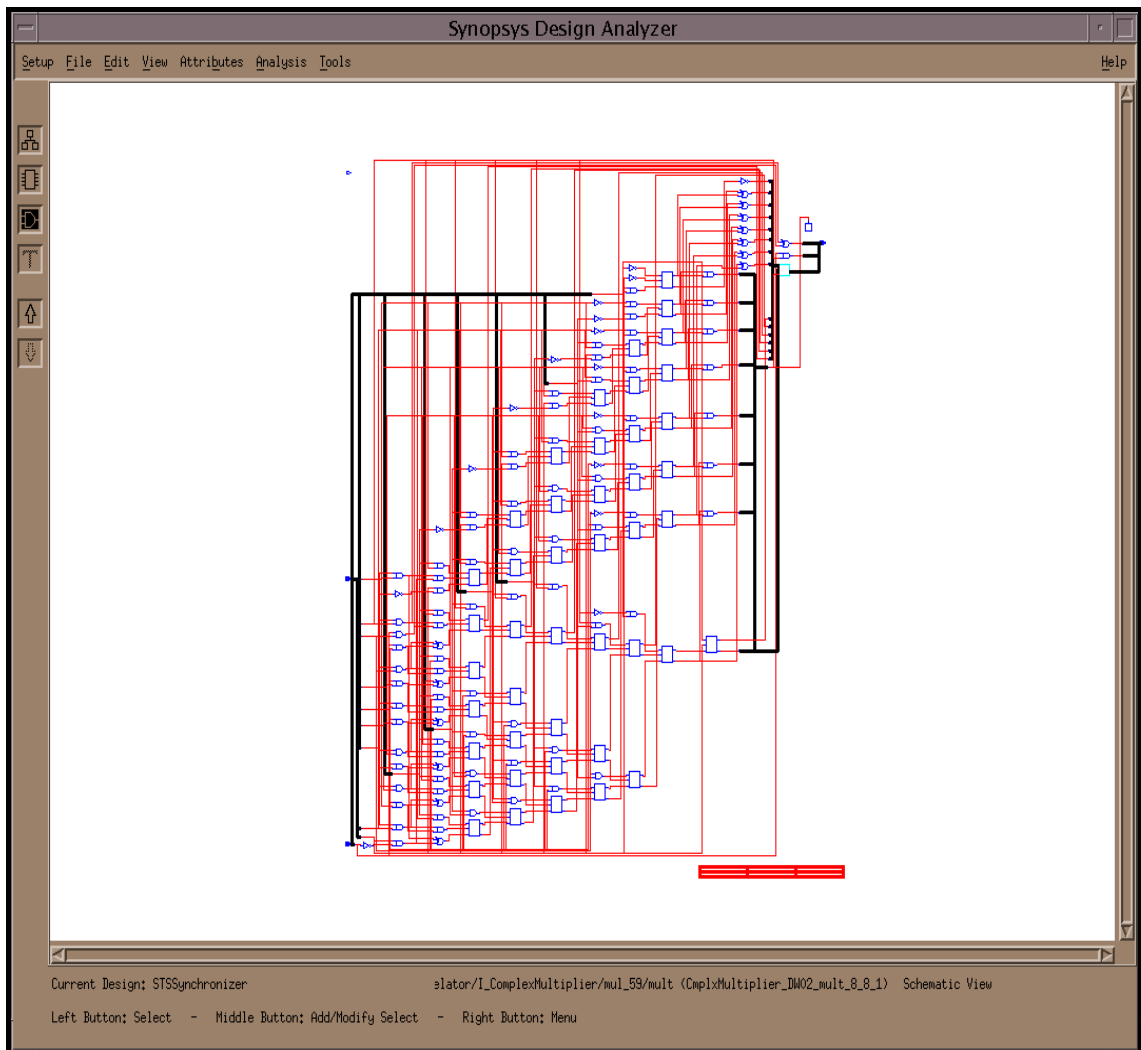 Synopsys Design Analyzer
Setup File Edit View Attributes Analysis Tools Help
Current Design: STSSynchronizer elator/I_ComplexMultiplier/mul_59/mult (CmplxMultiplier_DW02_mult_8_8_1) Schematic View
Left Button: Select - Middle Button: Add/Modify Select - Right Button: Menu